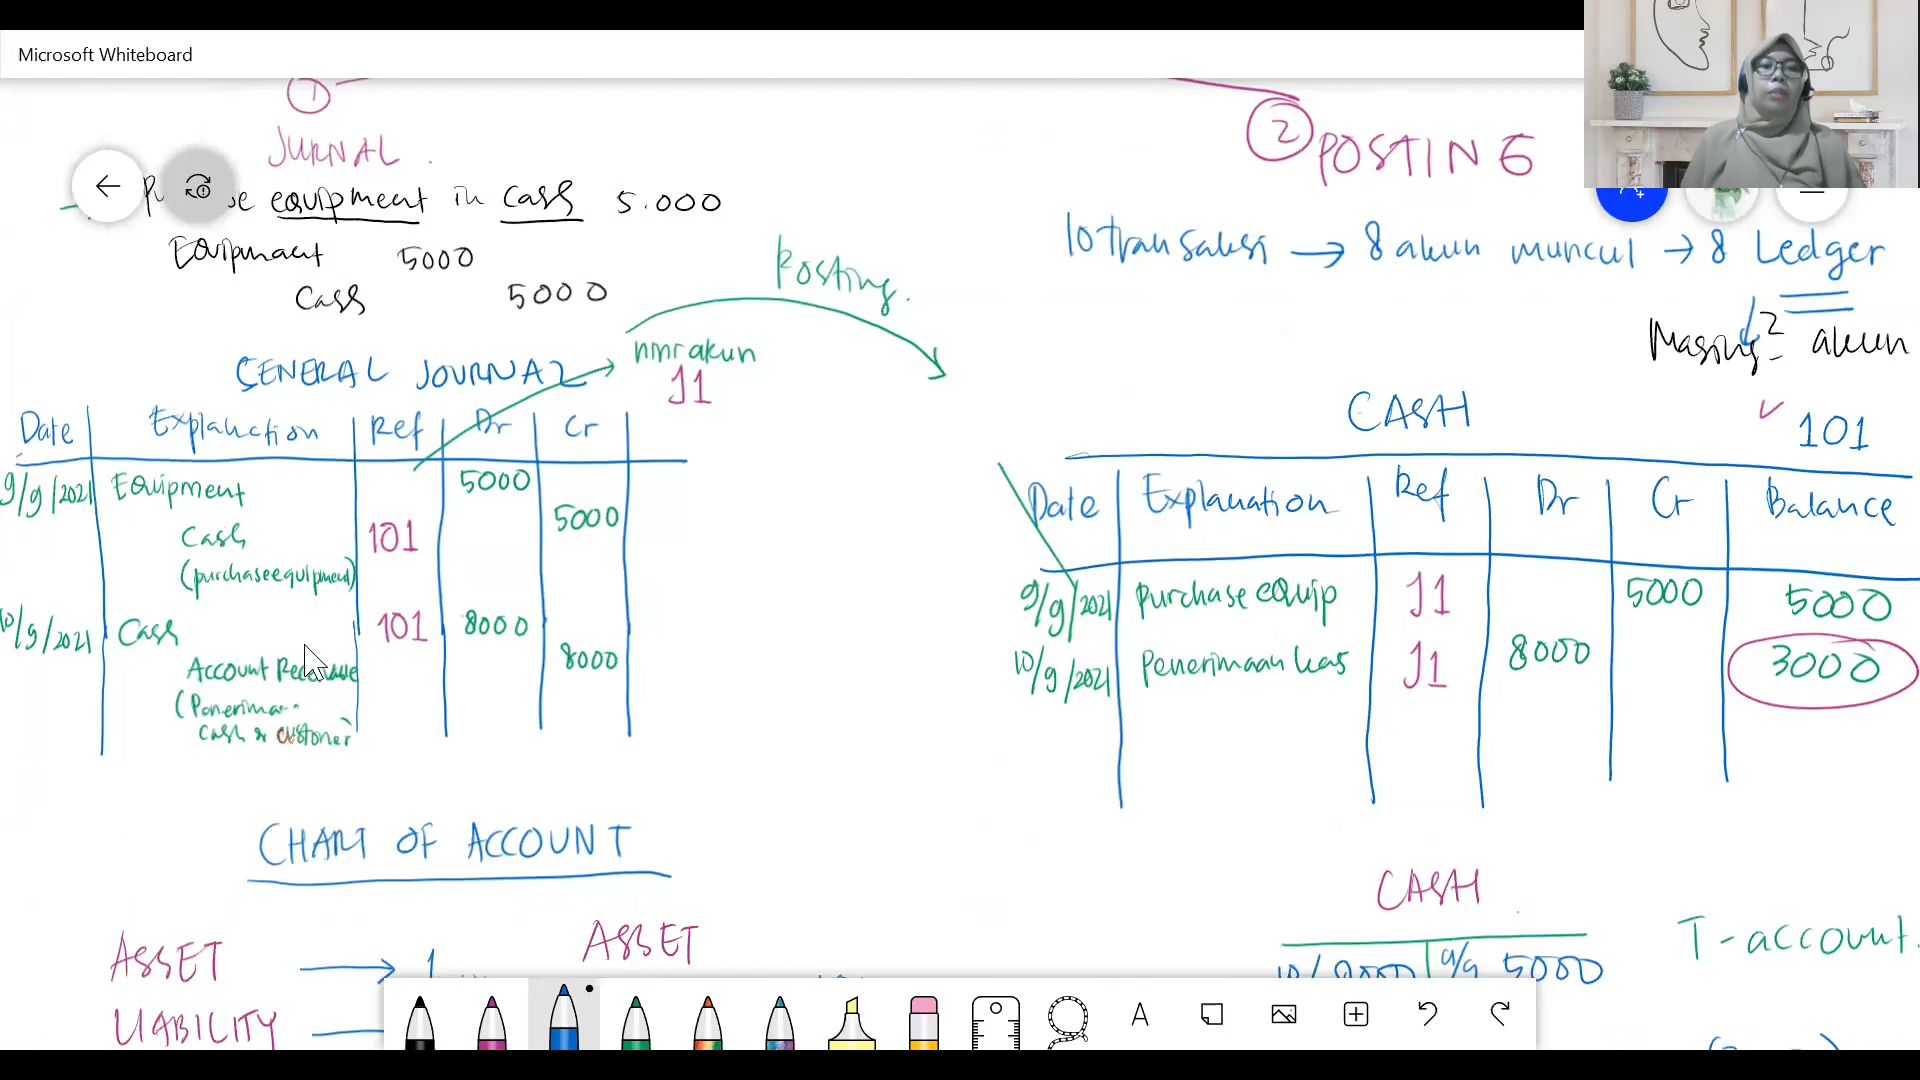 Microsoft Whiteboard
1
JURNAL
equipment in cash 5.000
Equipment 5000
Cash 5000
Posting
nmr akun
J1
GENERAL JOURNAL
Date Explanation Ref Dr Cr
9/9/2021 Equipment 5000
Cash 101 5000
(purchase equipment)
10/9/2021 Cash 101 8000
Account 8000
cash customer
CHART OF ACCOUNT
ASSET 1
ASSET
LIABILITY
2 POSTING
10 transaksi → 8 akun muncul → 8 Ledger
Masing2 akun
CASH
101
Date Explanation Ref Dr Cr Balance
9/9/2021 purchase equip J1 5000 5000
10/9/2021 penerimaan kas J1 8000 3000
CASH
T-account.
9/9 5000
A